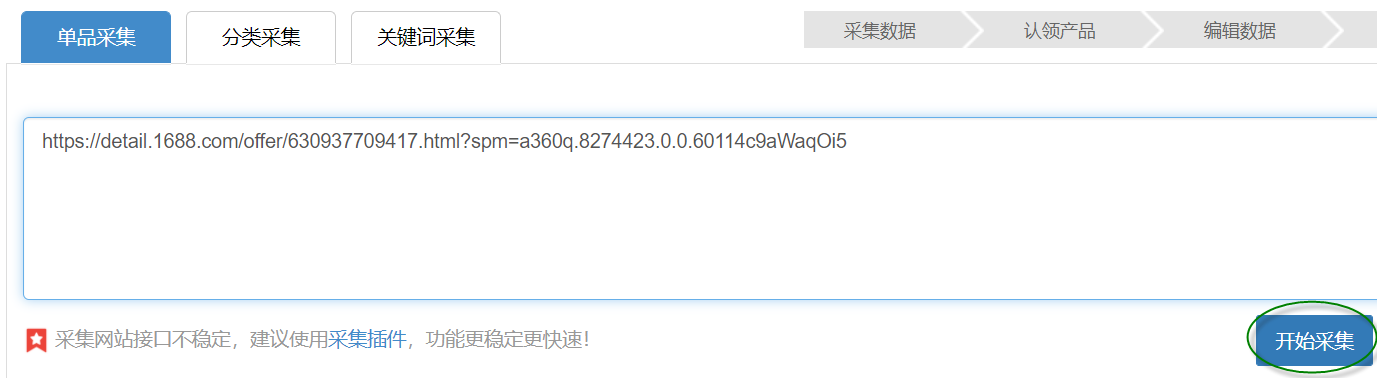 单品采集
分类采集
关键词采集
采集数据
认领产品
编辑数据
https://detail.1688.com/offer/630937709417.html?spm=a360q.8274423.0.0.60114c9aWaqOi5
采集网站接口不稳定，建议使用采集插件，功能更稳定更快速！
开始采集